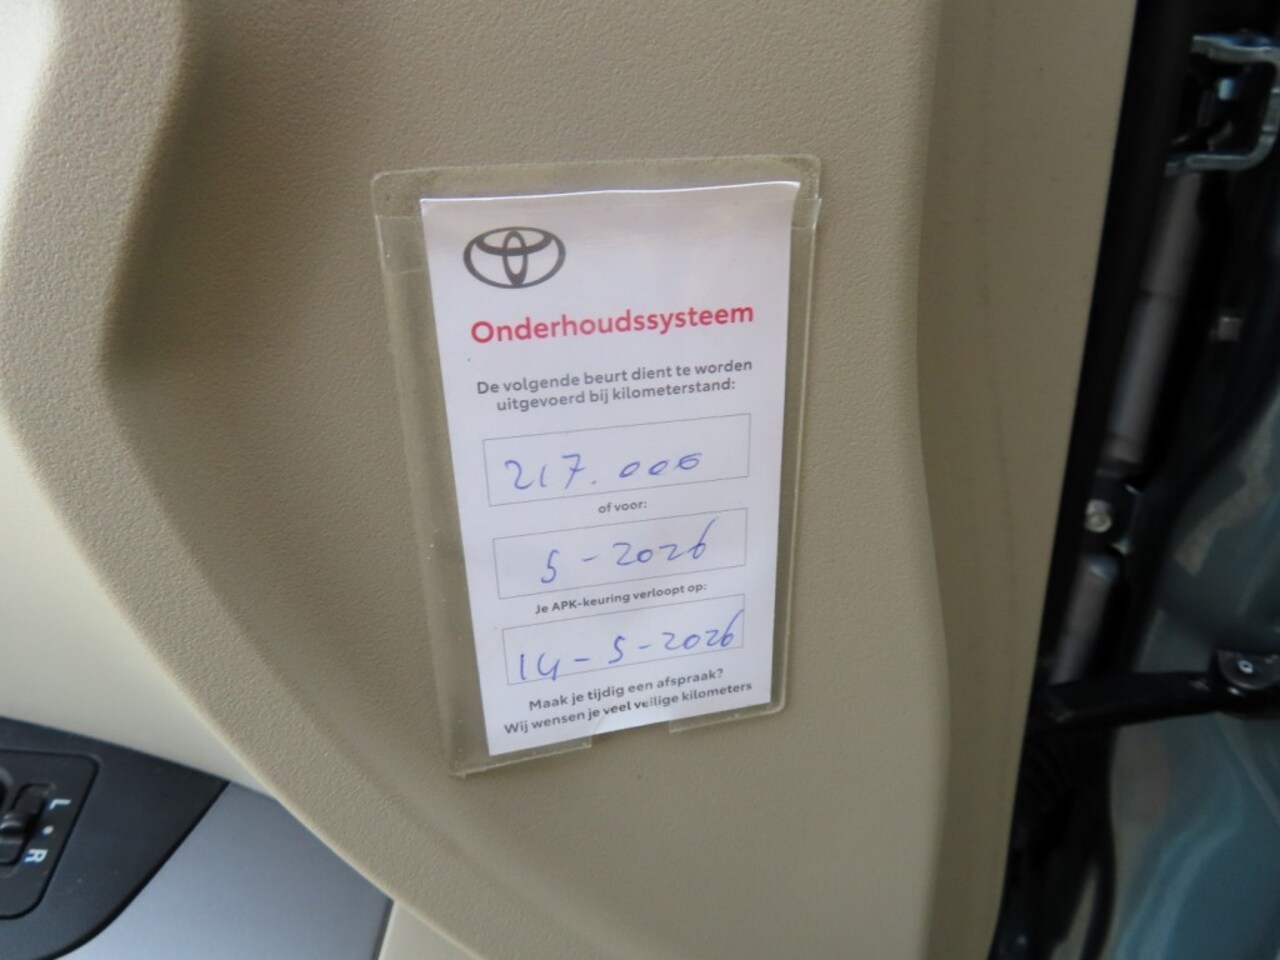 Onderhoudssysteem
De volgende beurt dient te worden
uitgevoerd bij kilometerstand:
217.000
of voor:
5-2026
Je APK-keuring verloopt op:
14-5-2026
Maak je tijdig een afspraak?
Wij wensen je veel veilige kilometers
L • R